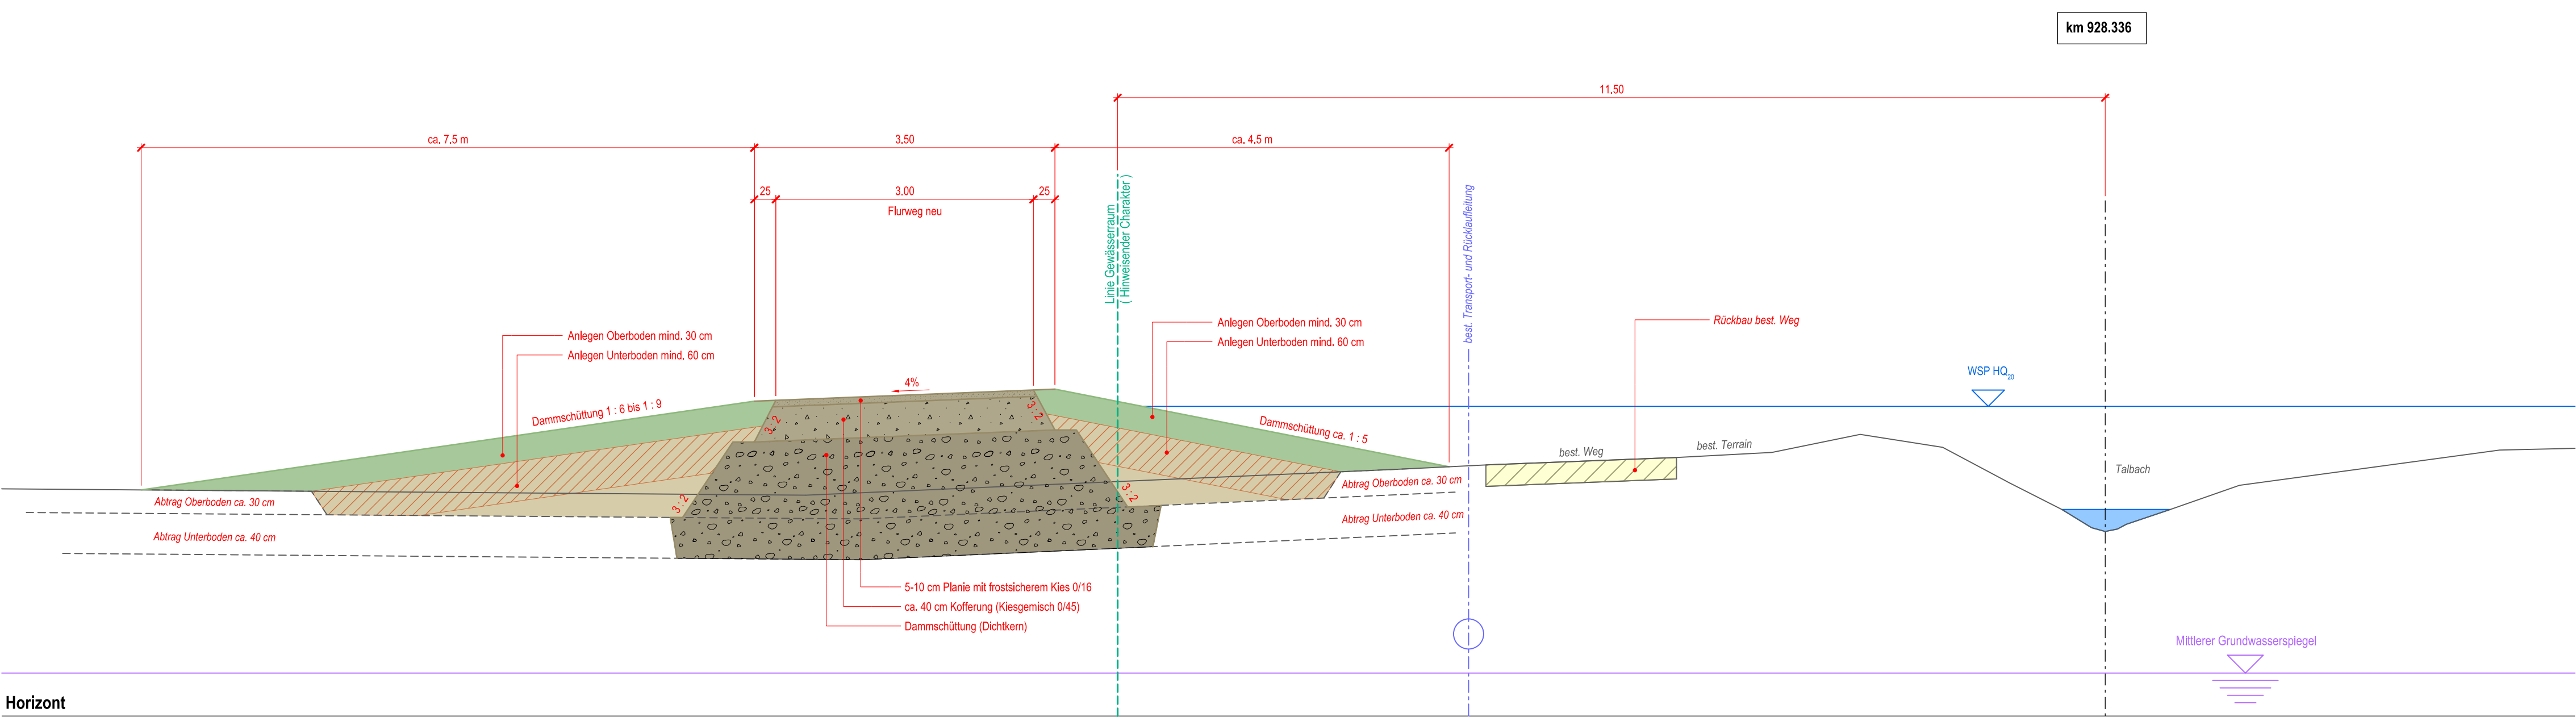 km 928.336
11.50
ca. 7.5 m
3.50
ca. 4.5 m
25
3.00
25
Flurweg neu
Linie Gewässerraum
( Hinweisender Charakter )
best. Transport- und Rücklaufleitung
Anlegen Oberboden mind. 30 cm
Anlegen Unterboden mind. 60 cm
Anlegen Oberboden mind. 30 cm
Anlegen Unterboden mind. 60 cm
Rückbau best. Weg
WSP HQ20
4%
Dammschüttung 1 : 6 bis 1 : 9
3 : 2
3 : 2
Dammschüttung ca. 1 : 5
best. Weg
best. Terrain
Talbach
Abtrag Oberboden ca. 30 cm
3 : 2
3 : 2
Abtrag Oberboden ca. 30 cm
Abtrag Unterboden ca. 40 cm
Abtrag Unterboden ca. 40 cm
5-10 cm Planie mit frostsicherem Kies 0/16
ca. 40 cm Kofferung (Kiesgemisch 0/45)
Dammschüttung (Dichtkern)
Mittlerer Grundwasserspiegel
Horizont